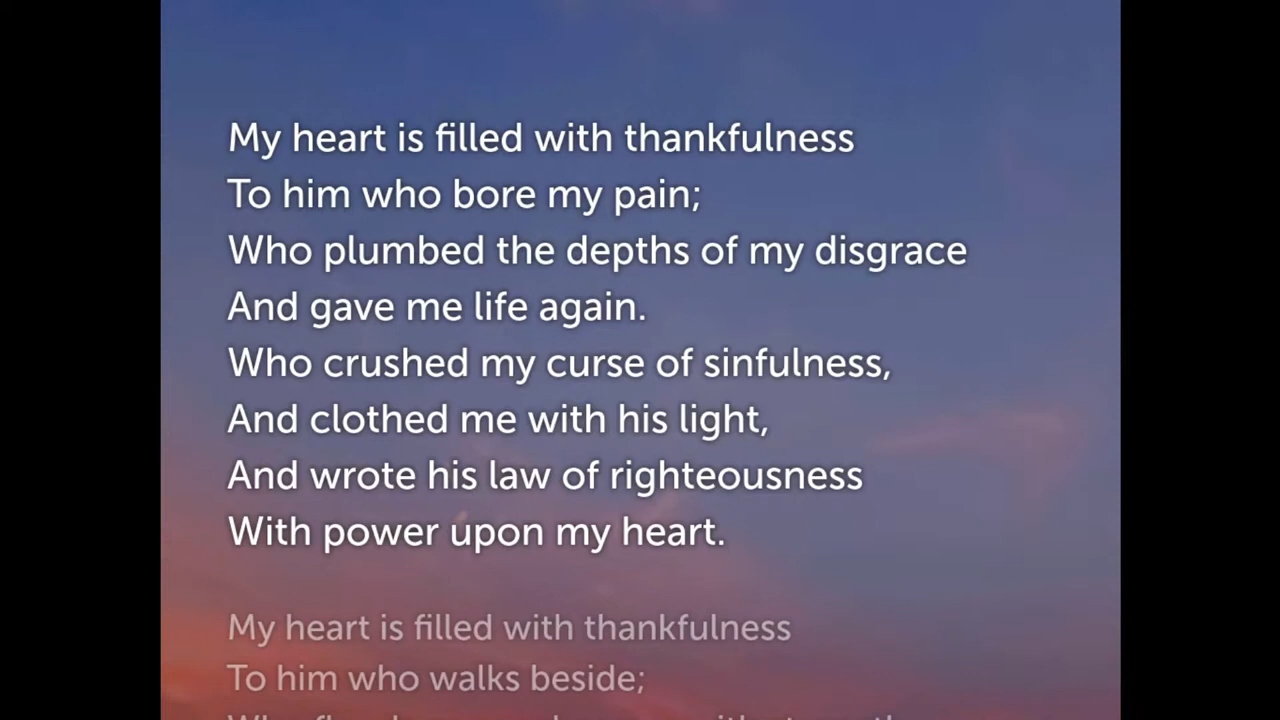 My heart is filled with thankfulness
To him who bore my pain;
Who plumbed the depths of my disgrace
And gave me life again.
Who crushed my curse of sinfulness,
And clothed me with his light,
And wrote his law of righteousness
With power upon my heart.
My heart is filled with thankfulness
To him who walks beside;